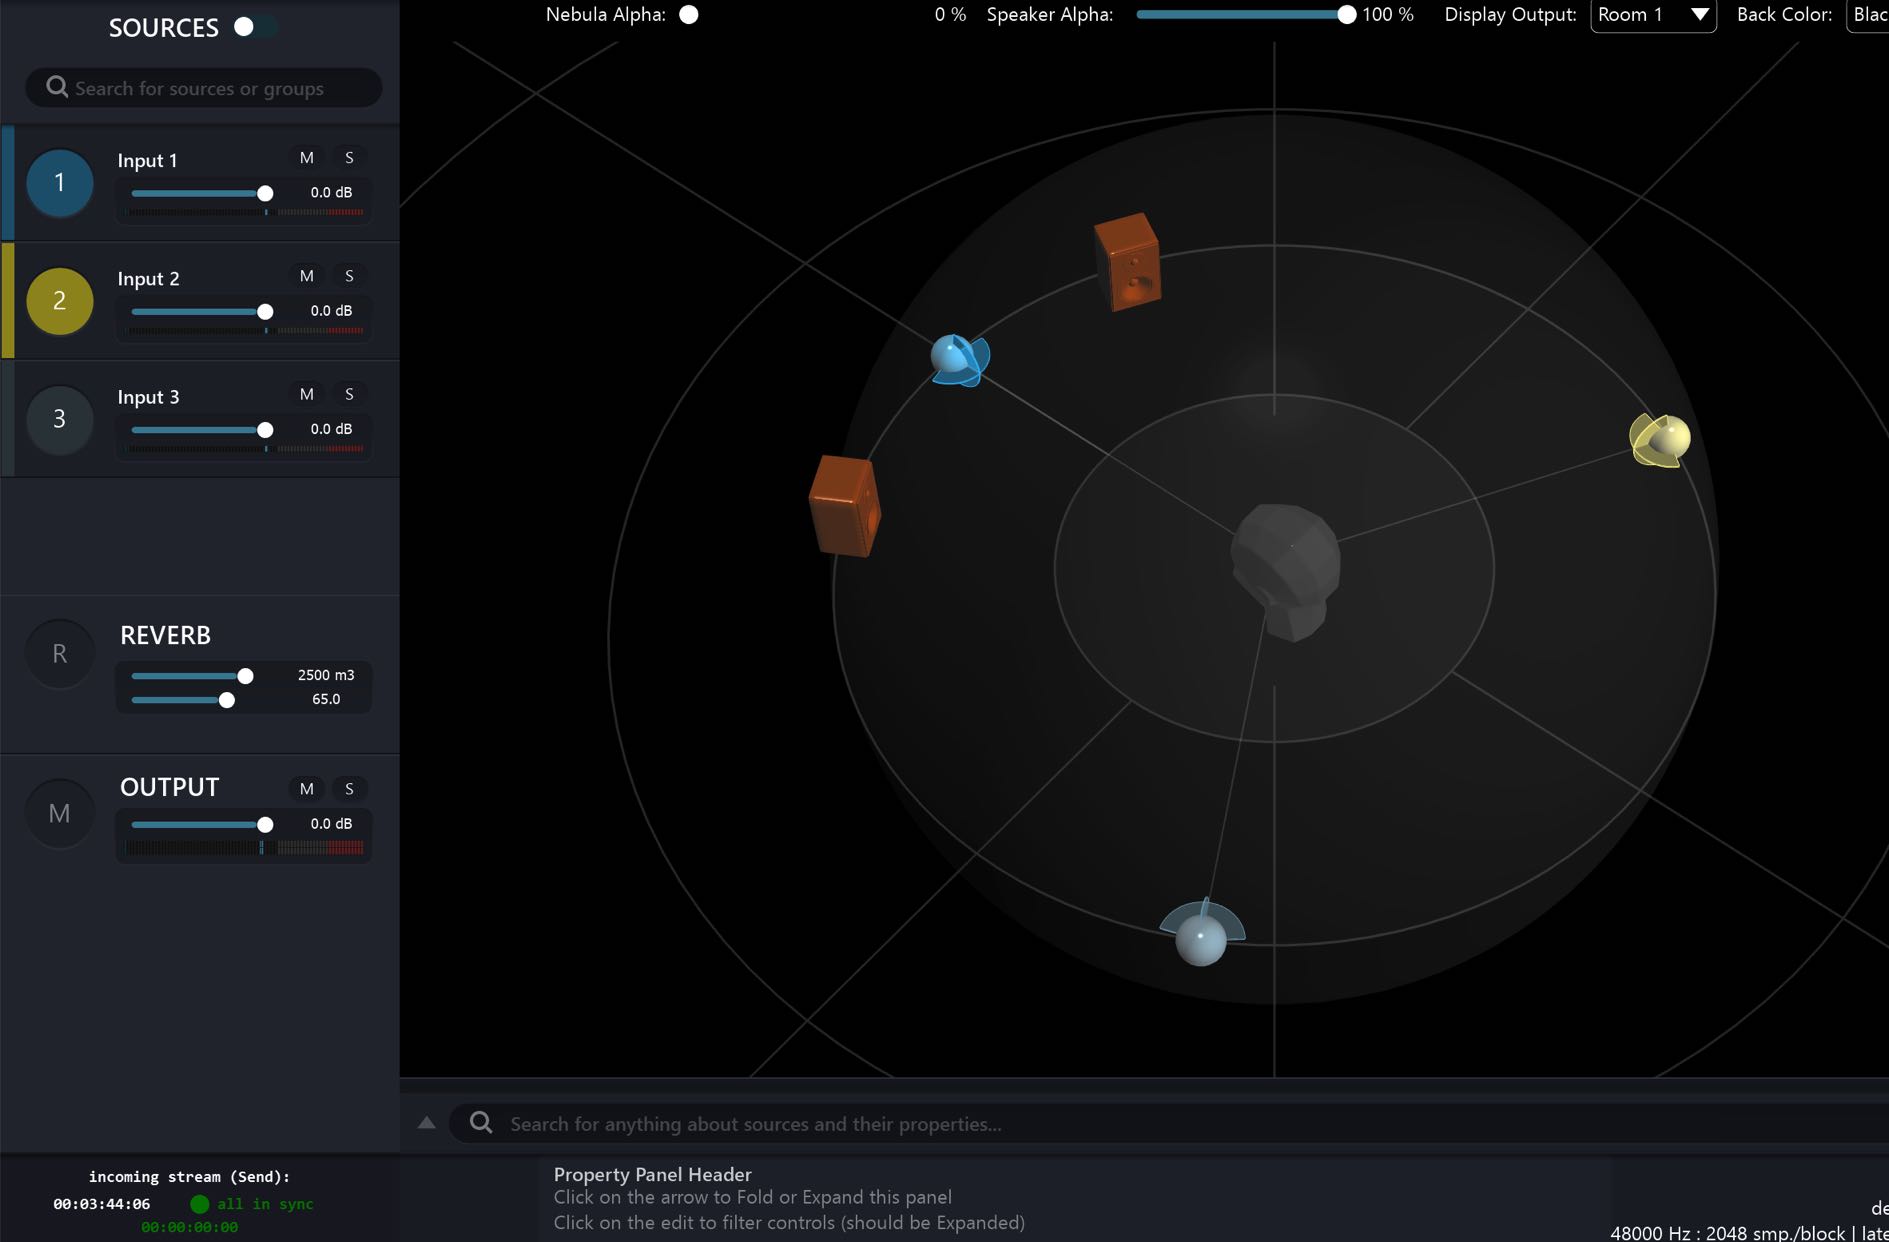 SOURCES
Nebula Alpha: 0 % Speaker Alpha: 100 % Display Output: Room 1 Back Color: Blac
Search for sources or groups
1 Input 1 M S
0.0 dB
2 Input 2 M S
0.0 dB
3 Input 3 M S
0.0 dB
R REVERB
2500 m3
65.0
M OUTPUT M S
0.0 dB
Search for anything about sources and their properties...
incoming stream (Send):
00:03:44:06 all in sync
00:00:00:00
Property Panel Header
Click on the arrow to Fold or Expand this panel
Click on the edit to filter controls (should be Expanded)
de
48000 Hz : 2048 smp./block | late